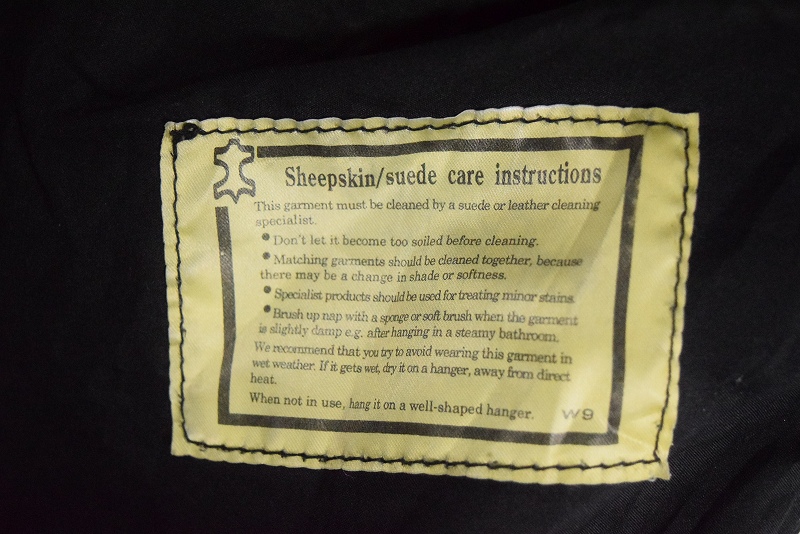 Sheepskin/suede care instructions
This garment must be cleaned by a suede or leather cleaning
specialist.
• Don't let it become too soiled before cleaning.
• Matching garments should be cleaned together, because
there may be a change in shade or softness.
• Specialist products should be used for treating minor stains.
• Brush up nap with a sponge or soft brush when the garment
is slightly damp e.g. after hanging in a steamy bathroom.
We recommend that you try to avoid wearing this garment in
wet weather. If it gets wet, dry it on a hanger, away from direct
heat.
When not in use, hang it on a well-shaped hanger. W9